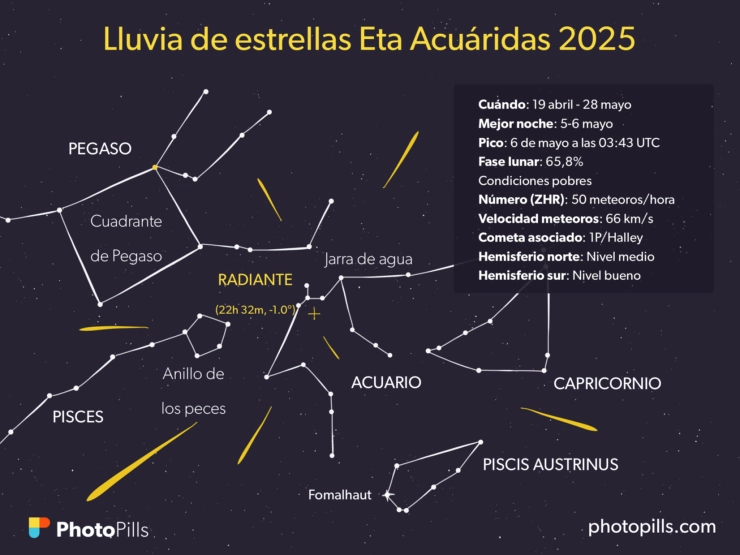 Lluvia de estrellas Eta Acuáridas 2025
Cuándo: 19 abril - 28 mayo
Mejor noche: 5-6 mayo
Pico: 6 de mayo a las 03:43 UTC
Fase lunar: 65,8%
Condiciones pobres
Número (ZHR): 50 meteoros/hora
Velocidad meteoros: 66 km/s
Cometa asociado: 1P/Halley
Hemisferio norte: Nivel medio
Hemisferio sur: Nivel bueno
PEGASO
Cuadrante
de Pegaso
Jarra de agua
RADIANTE
(22h 32m, -1.0°)
Anillo de
los peces
ACUARIO
CAPRICORNIO
PISCES
PISCIS AUSTRINUS
Fomalhaut
PhotoPills
photopills.com